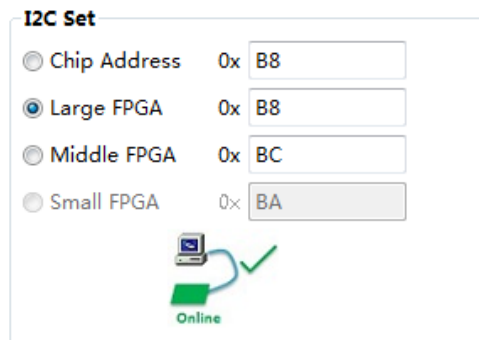 I2C Set
Chip Address 0x B8
Large FPGA 0x B8
Middle FPGA 0x BC
Small FPGA 0x BA
Online